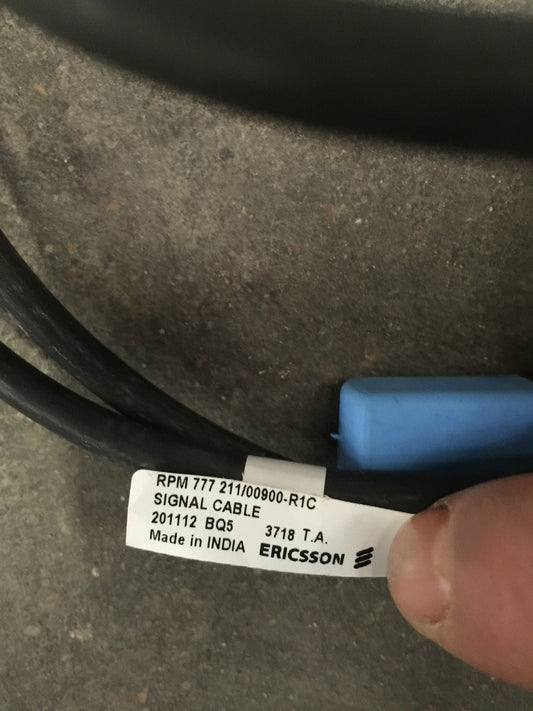 RPM 777 211/00900-R1C
SIGNAL CABLE
201112 BQ5 3718 T.A.
Made in INDIA ERICSSON